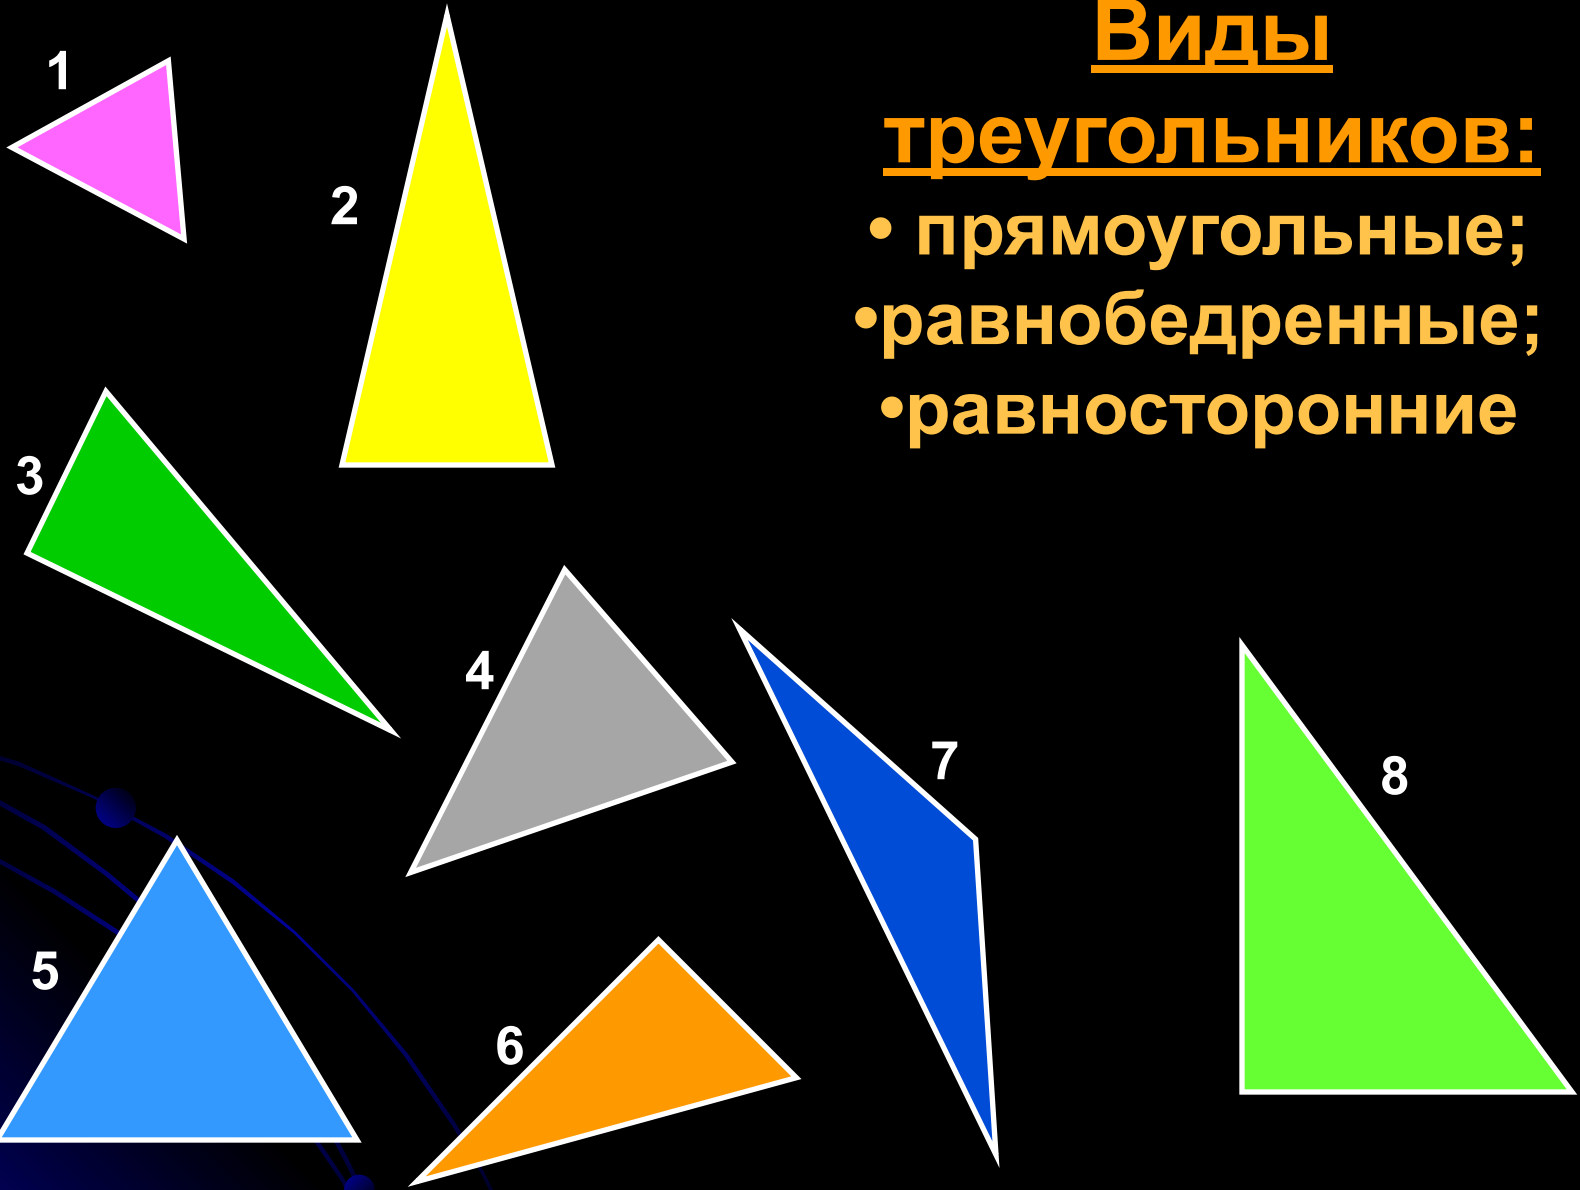 Виды
треугольников:
• прямоугольные;
•равнобедренные;
•равносторонние
1
2
3
4
5
6
7
8